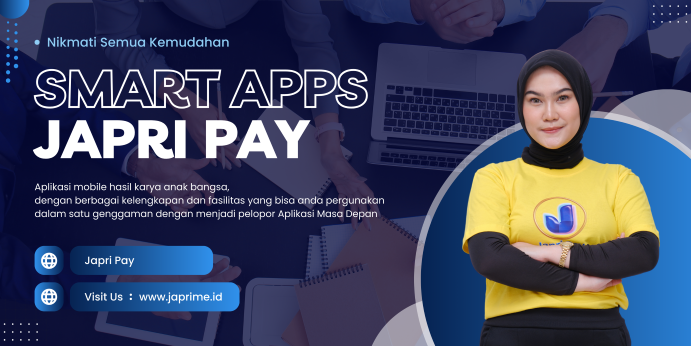 Nikmati Semua Kemudahan
SMART APPS
JAPRI PAY
Aplikasi mobile hasil karya anak bangsa,
dengan berbagai kelengkapan dan fasilitas yang bisa anda pergunakan
dalam satu genggaman dengan menjadi pelopor Aplikasi Masa Depan
Japri Pay
Visit Us : www.japrime.id